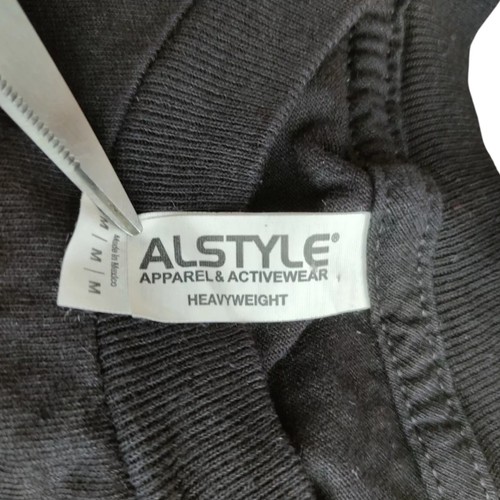 ALSTYLE®
APPAREL & ACTIVEWEAR
HEAVYWEIGHT
M | M | M
Made in Mexico